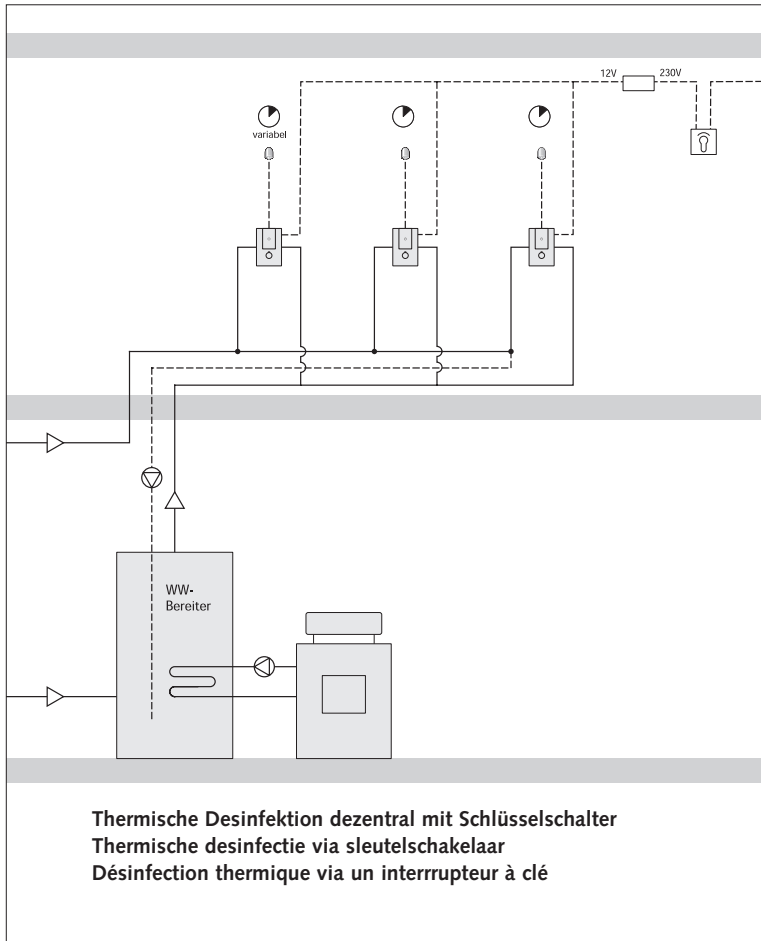 12V 230V
variabel
WW-
Bereiter
Thermische Desinfektion dezentral mit Schlüsselschalter
Thermische desinfectie via sleutelschakelaar
Désinfection thermique via un interrrupteur à clé